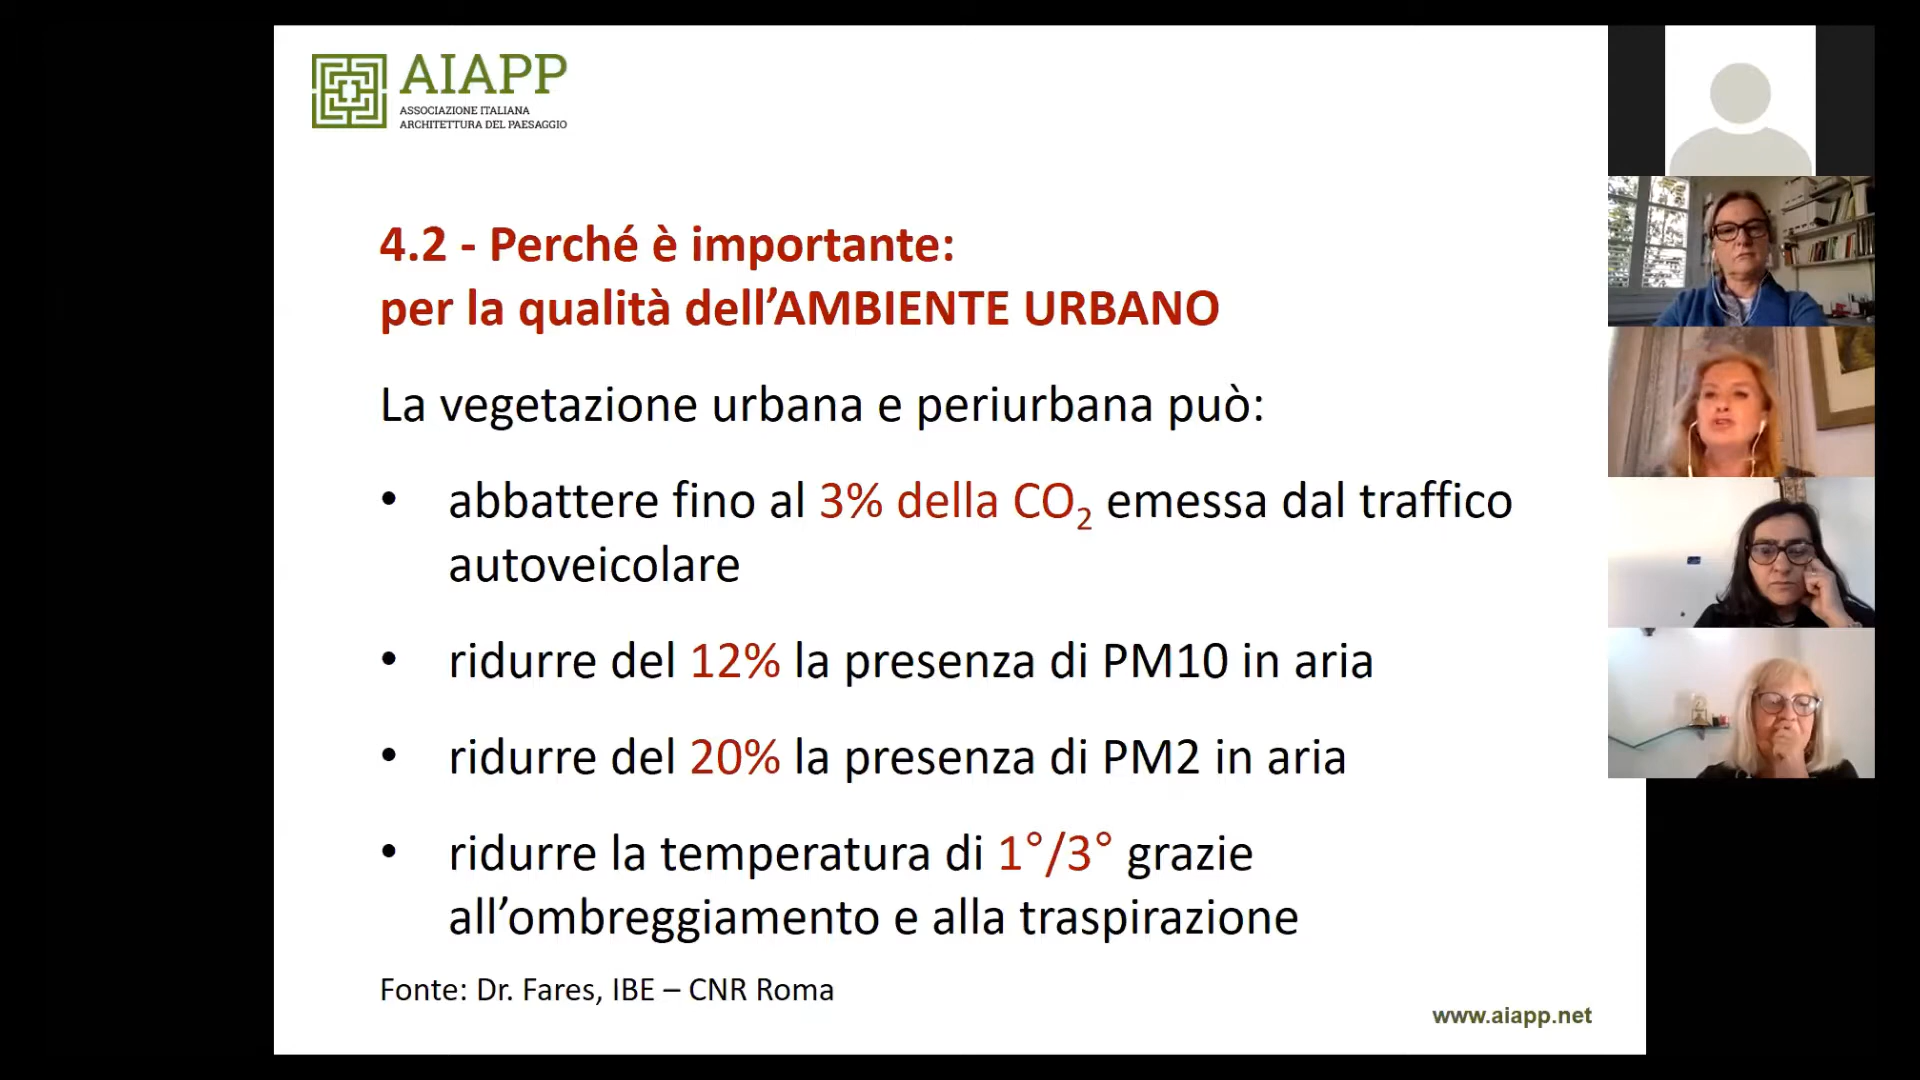 AIAPP
ASSOCIAZIONE ITALIANA
ARCHITETTURA DEL PAESAGGIO
4.2 - Perché è importante:
per la qualità dell’AMBIENTE URBANO
La vegetazione urbana e periurbana può:
• abbattere fino al 3% della CO₂ emessa dal traffico
autoveicolare
• ridurre del 12% la presenza di PM10 in aria
• ridurre del 20% la presenza di PM2 in aria
• ridurre la temperatura di 1°/3° grazie
all’ombreggiamento e alla traspirazione
Fonte: Dr. Fares, IBE – CNR Roma
www.aiapp.net